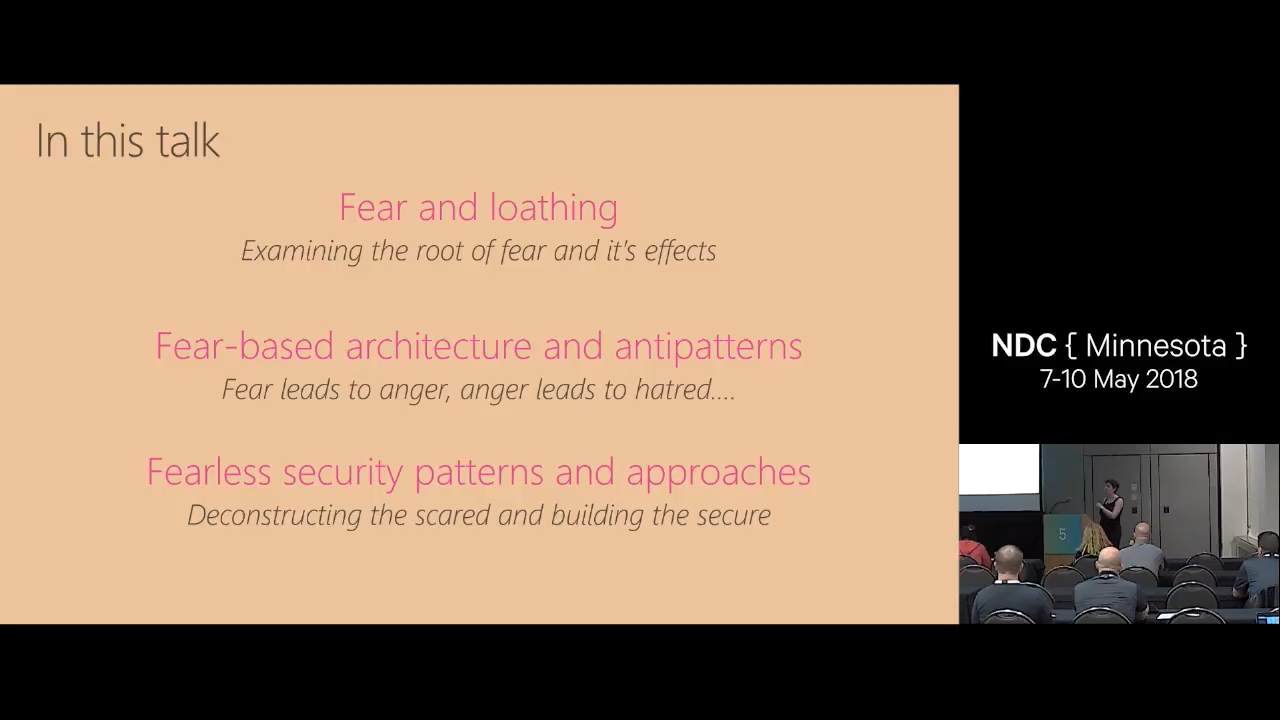 In this talk
Fear and loathing
Examining the root of fear and it's effects
Fear-based architecture and antipatterns
Fear leads to anger, anger leads to hatred....
Fearless security patterns and approaches
Deconstructing the scared and building the secure
NDC { Minnesota }
7-10 May 2018
5